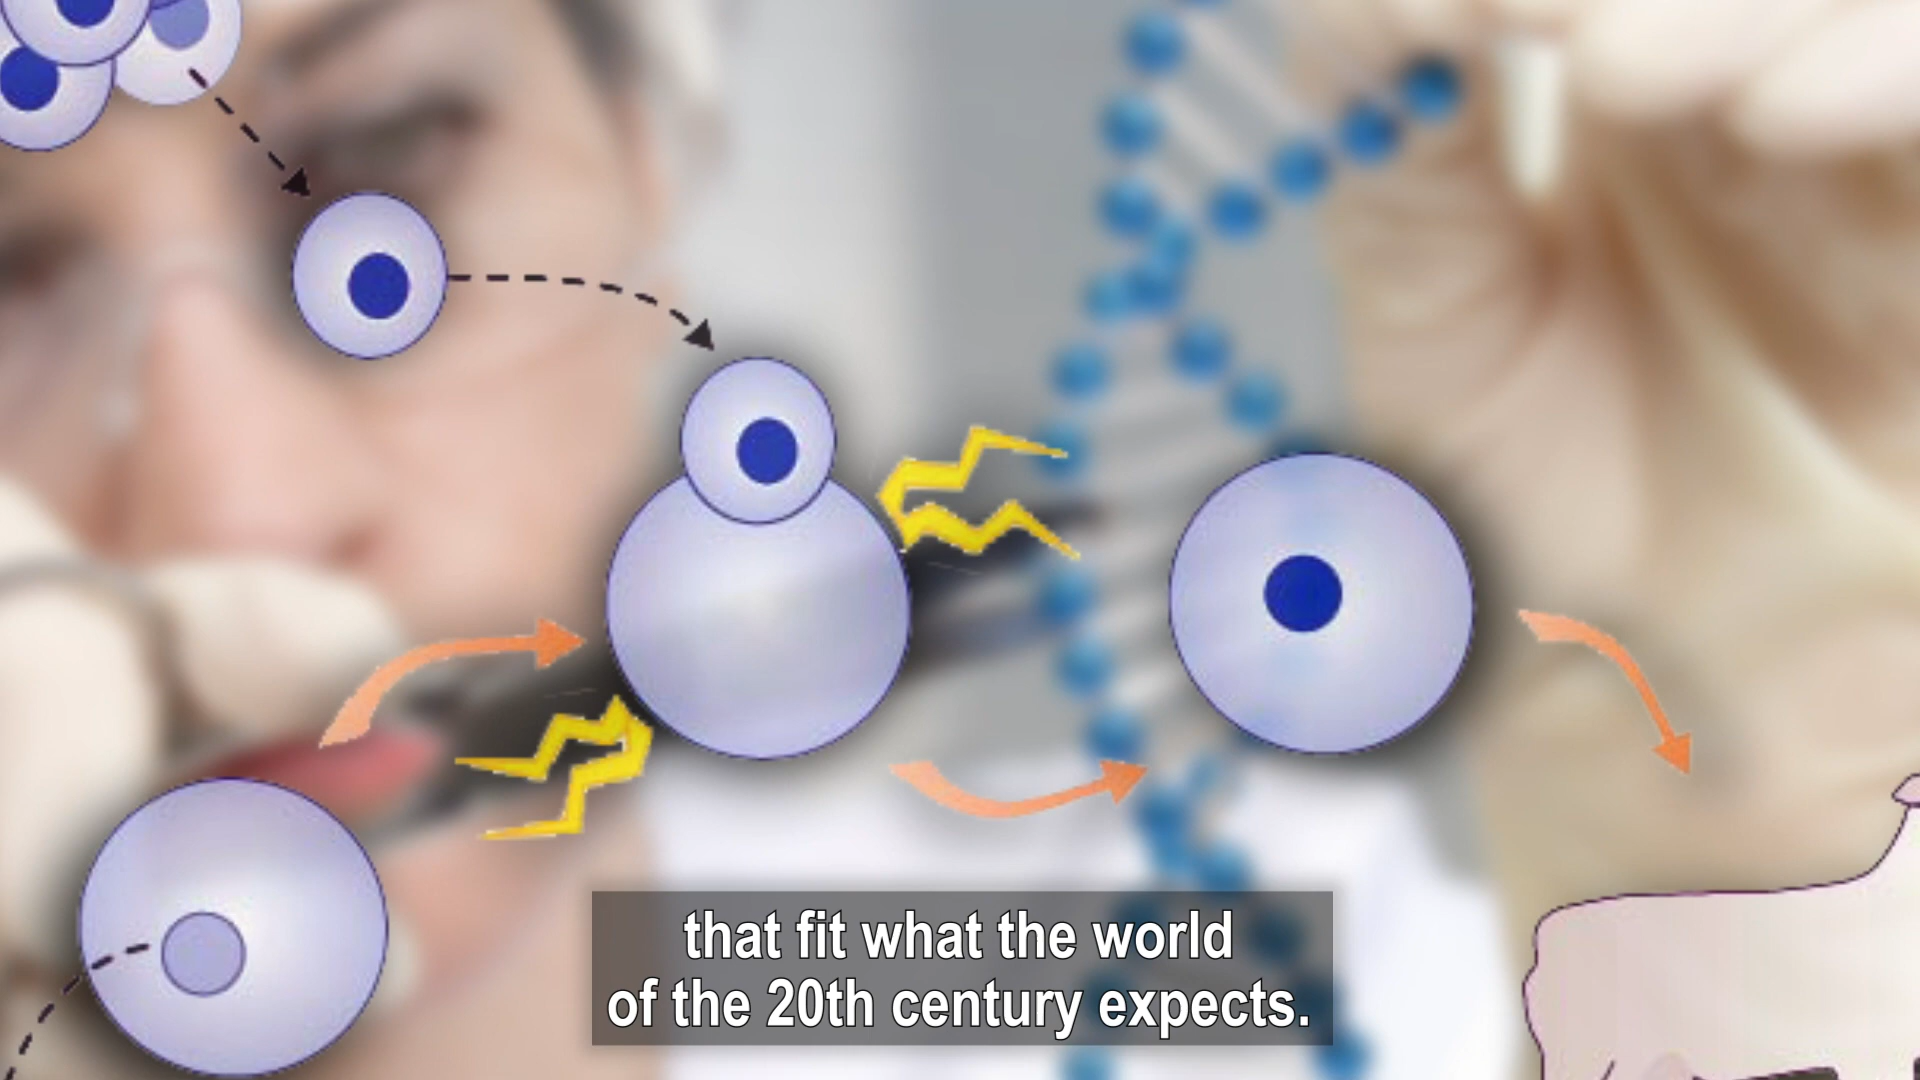 that fit what the world
of the 20th century expects.